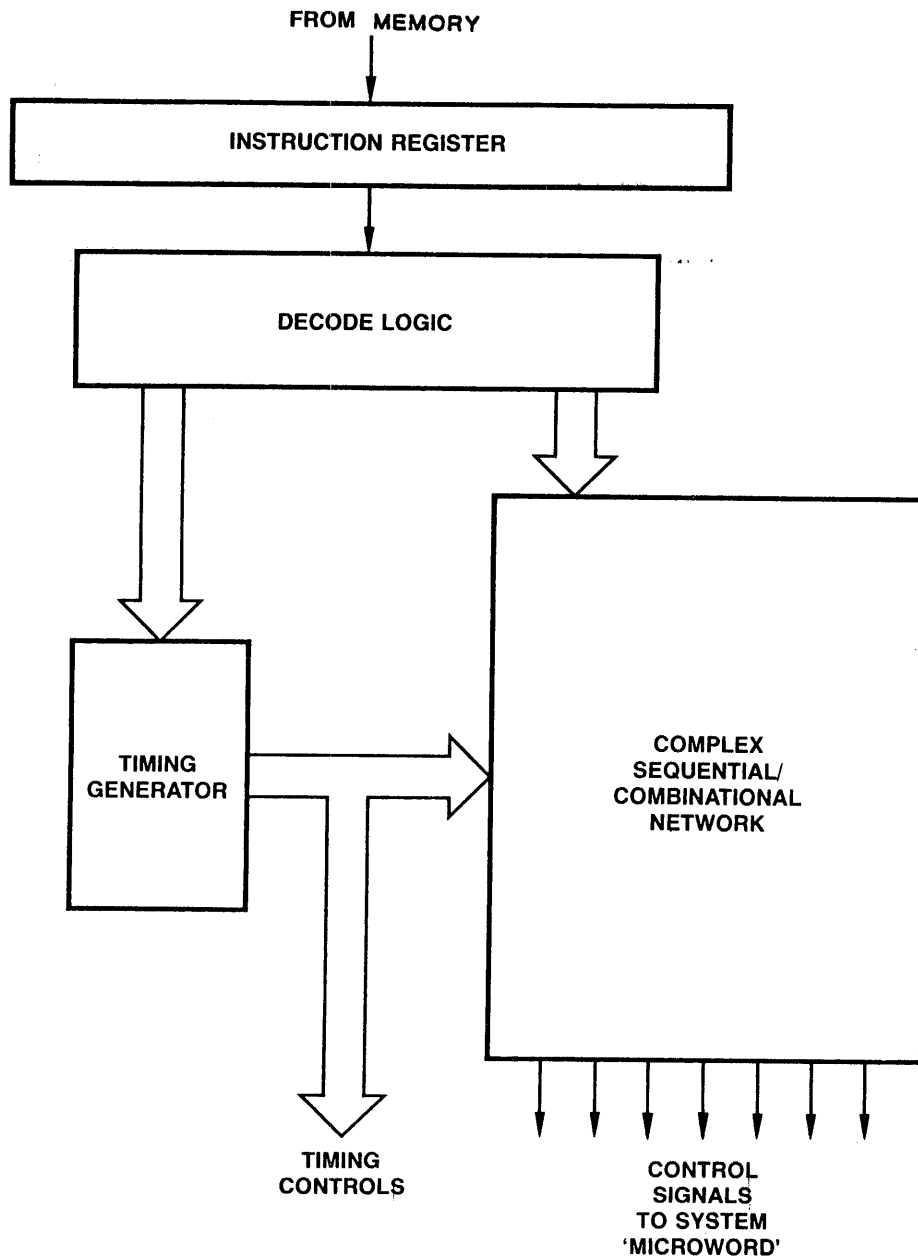 FROM MEMORY
INSTRUCTION REGISTER
DECODE LOGIC
TIMING
GENERATOR
COMPLEX
SEQUENTIAL/
COMBINATIONAL
NETWORK
TIMING
CONTROLS
CONTROL
SIGNALS
TO SYSTEM
'MICROWORD'